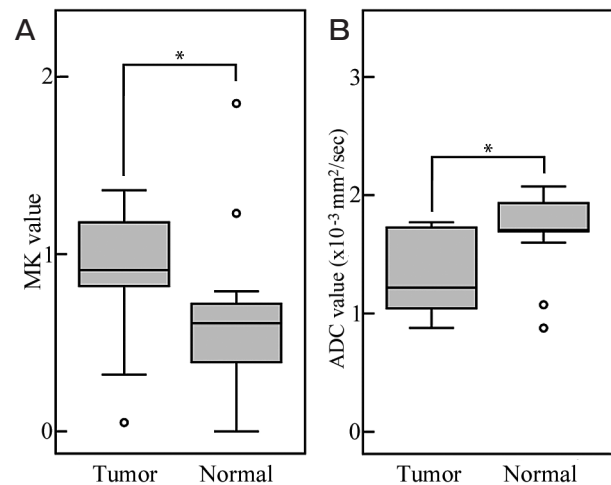 A
B
MK value
2
1
0
*
Tumor
Normal
ADC value (x10⁻³ mm²/sec)
3
2
1
0
*
Tumor
Normal